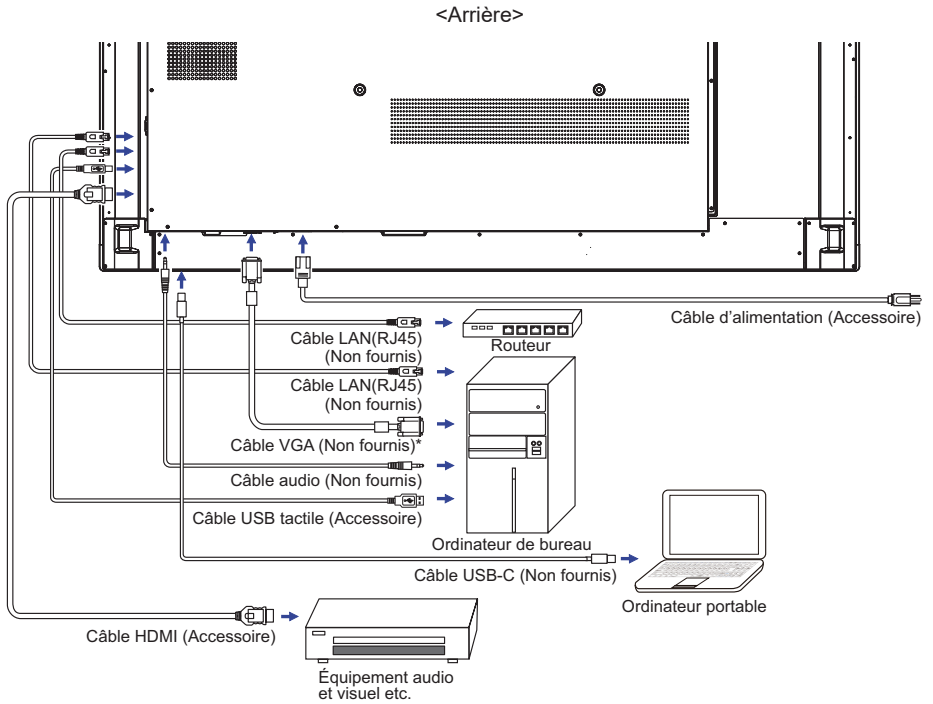 <Arrière>
Câble d'alimentation (Accessoire)
Câble LAN(RJ45)
(Non fournis)
Routeur
Câble LAN(RJ45)
(Non fournis)
Câble VGA (Non fournis)*
Câble audio (Non fournis)
Câble USB tactile (Accessoire)
Ordinateur de bureau
Câble USB-C (Non fournis)
Ordinateur portable
Câble HDMI (Accessoire)
Équipement audio
et visuel etc.